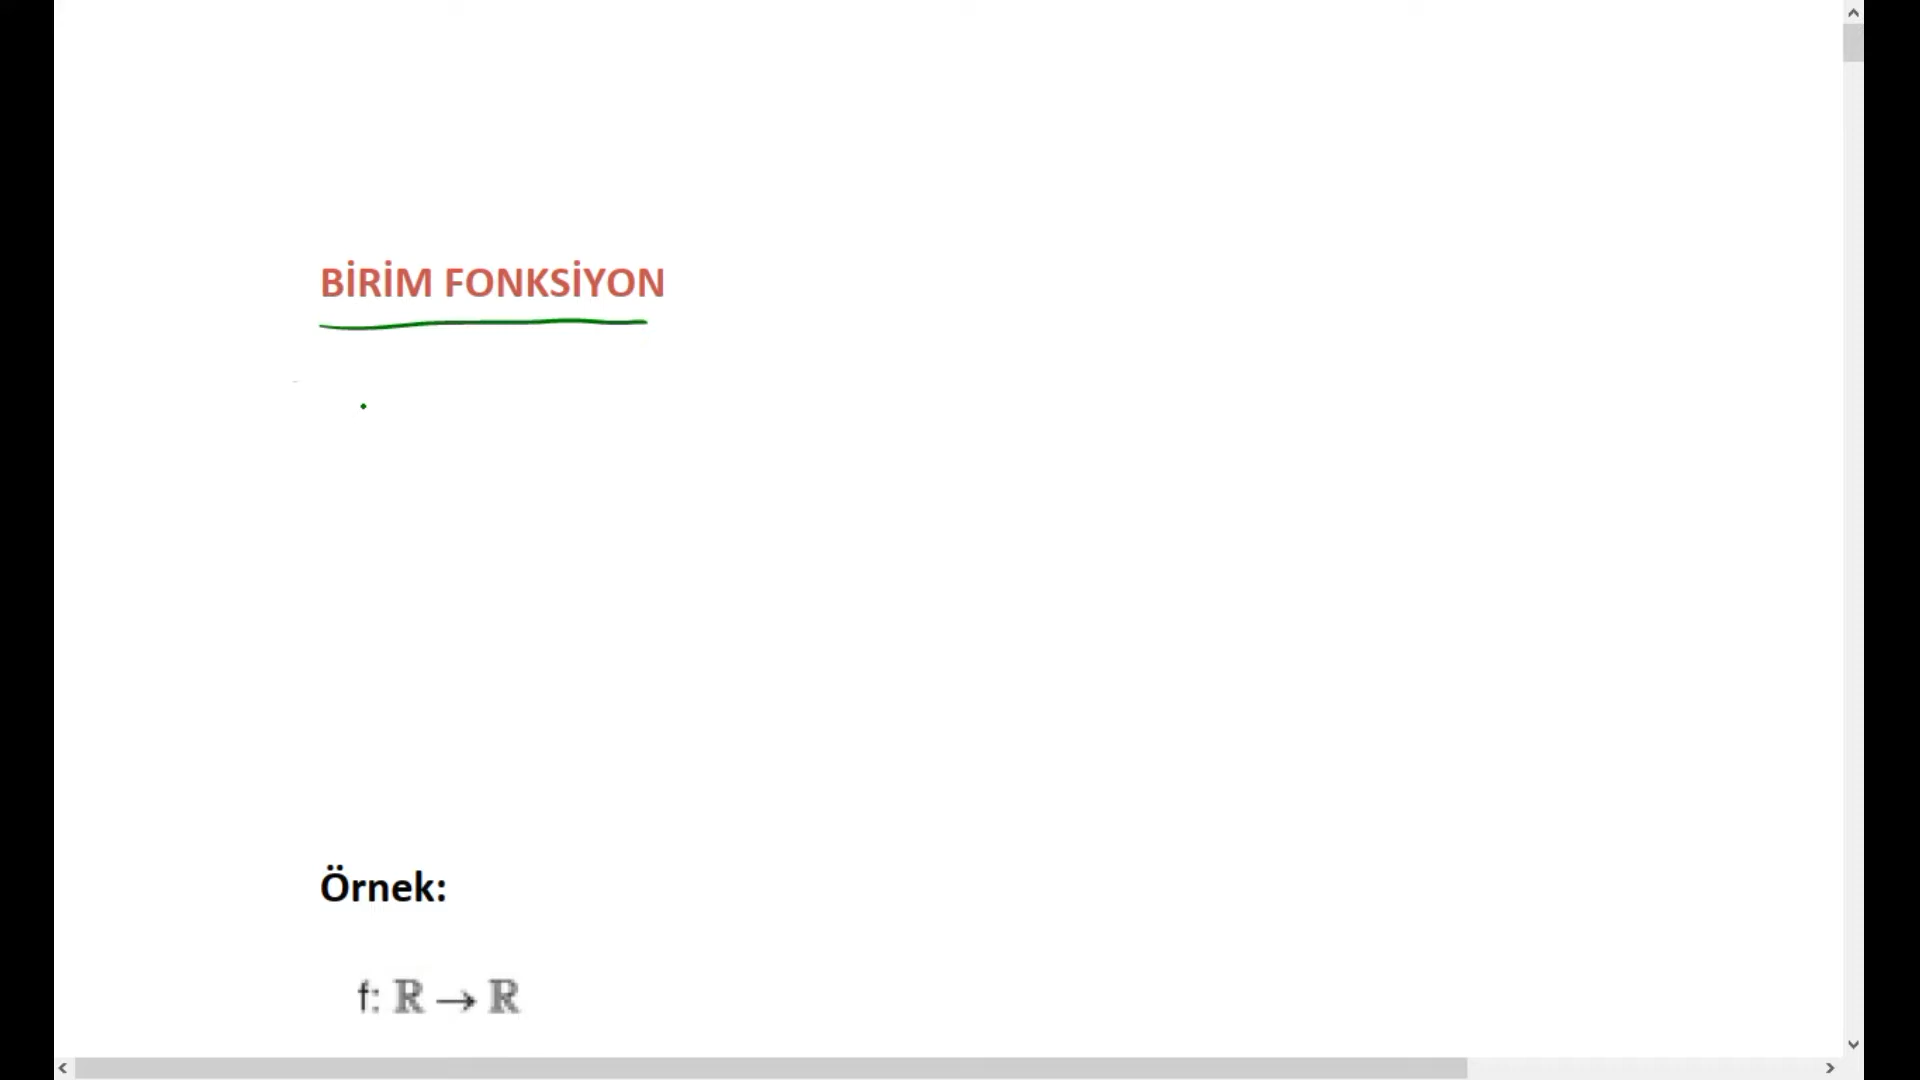 BİRİM FONKSİYON
Örnek:
f: ℝ → ℝ